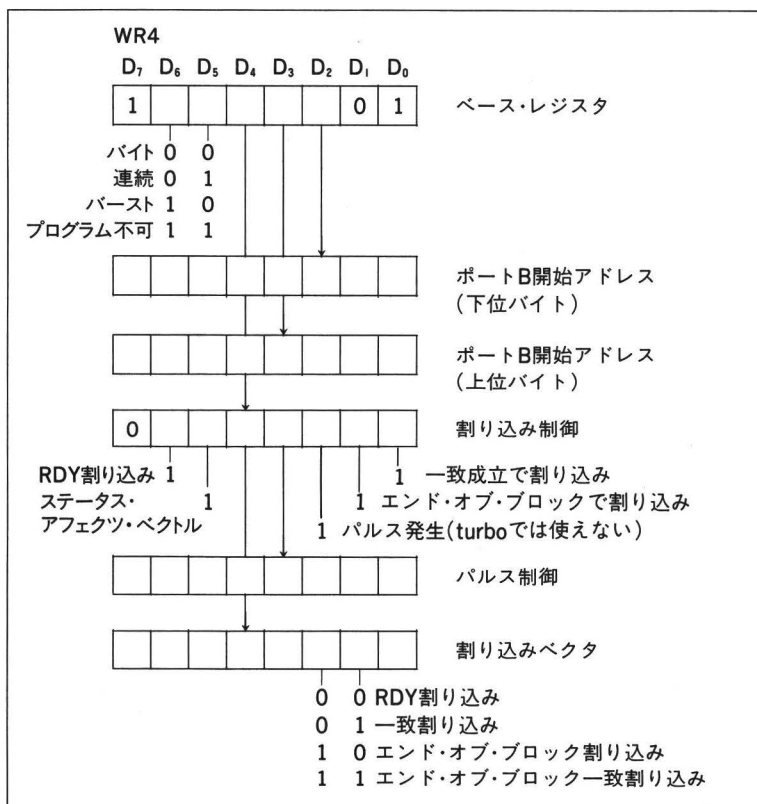 WR4
D7 D6 D5 D4 D3 D2 D1 D0
1 0 1 ベース・レジスタ
バイト 0 0
連続 0 1
バースト 1 0
プログラム不可 1 1
ポートB開始アドレス
(下位バイト)
ポートB開始アドレス
(上位バイト)
0 割り込み制御
RDY割り込み 1 1 一致成立で割り込み
ステータス・ 1 1 エンド・オブ・ブロックで割り込み
アフェクツ・ベクトル
1 パルス発生(turboでは使えない)
パルス制御
割り込みベクタ
0 0 RDY割り込み
0 1 一致割り込み
1 0 エンド・オブ・ブロック割り込み
1 1 エンド・オブ・ブロック一致割り込み